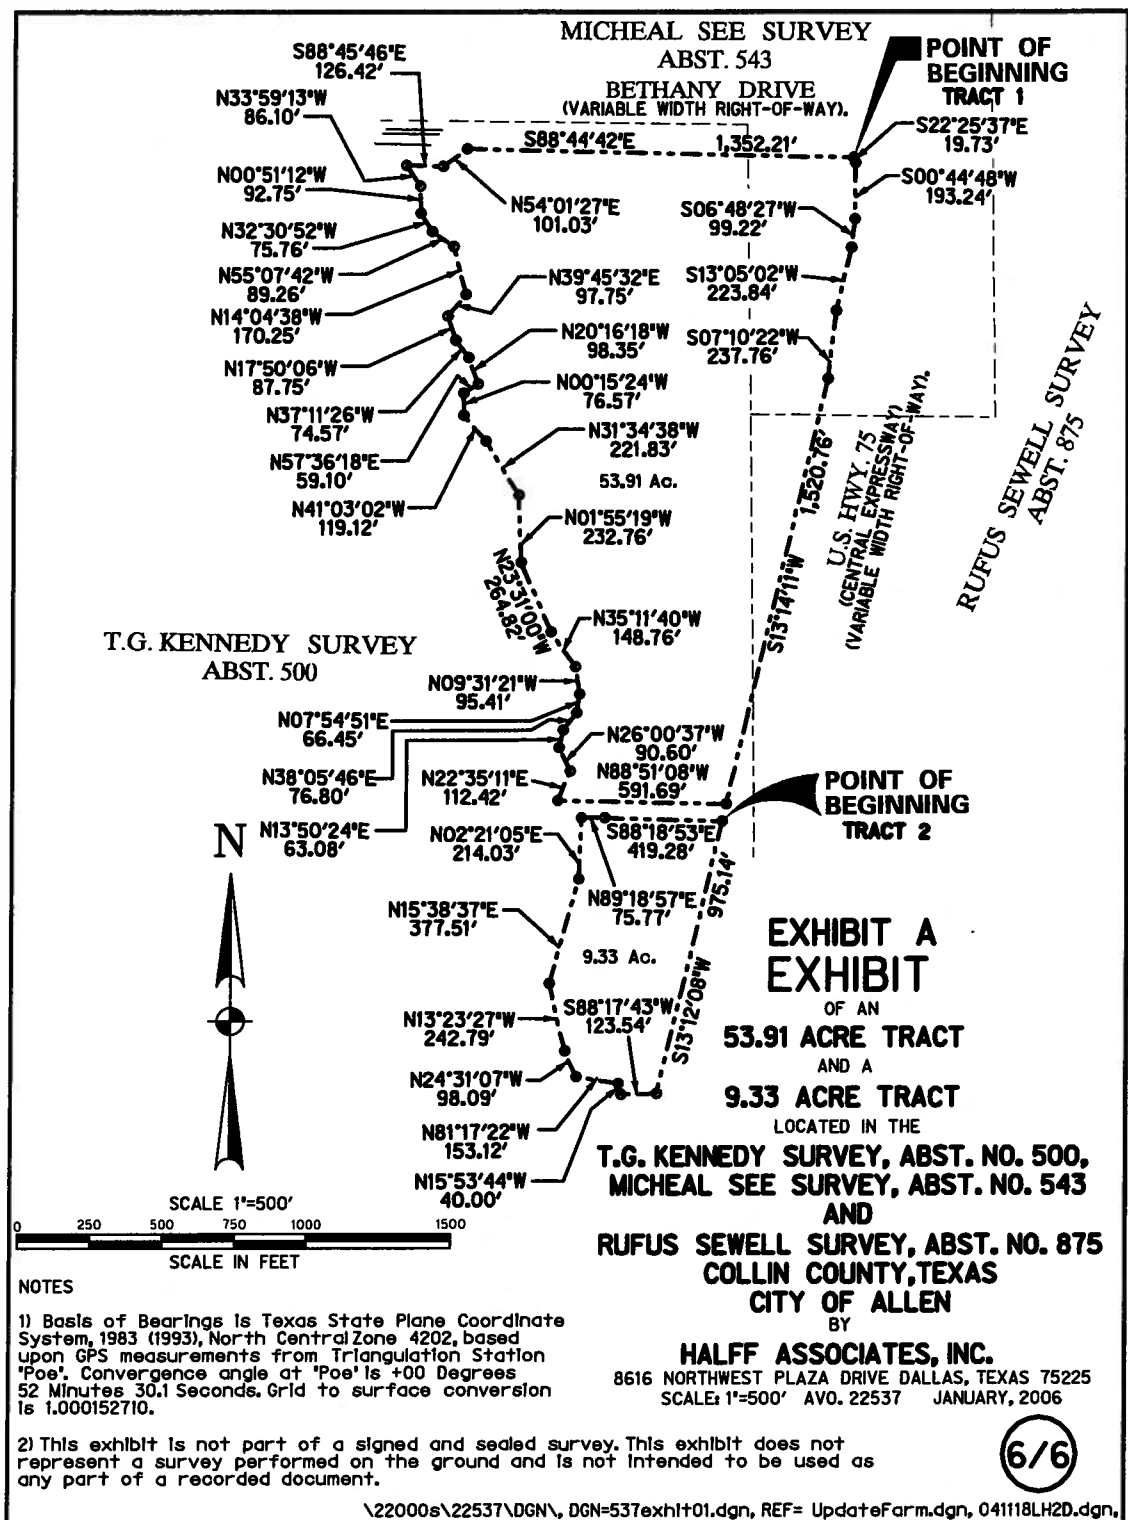 MICHEAL SEE SURVEY
ABST. 543
BETHANY DRIVE
(VARIABLE WIDTH RIGHT-OF-WAY).
POINT OF
BEGINNING
TRACT 1
S88°45'46"E
126.42'
N33°59'13"W
86.10'
S88°44'42"E 1,352.21'
S22°25'37"E
19.73'
N00°51'12"W
92.75'
N54°01'27"E
101.03'
S00°44'48"W
193.24'
S06°48'27"W
99.22'
N32°30'52"W
75.76'
N55°07'42"W
89.26'
N39°45'32"E
97.75'
S13°05'02"W
223.84'
N14°04'38"W
170.25'
N20°16'18"W
98.35'
S07°10'22"W
237.76'
N17°50'06"W
87.75'
N00°15'24"W
76.57'
N37°11'26"W
74.57'
N31°34'38"W
221.83'
N57°36'18"E
59.10'
53.91 Ac.
N41°03'02"W
119.12'
N01°55'19"W
232.76'
S13°14'11"W 1,520.76'
U.S. HWY. 75
(CENTRAL EXPRESSWAY)
(VARIABLE WIDTH RIGHT-OF-WAY).
RUFUS SEWELL SURVEY
ABST. 875
N23°31'00"W
264.82'
N35°11'40"W
148.76'
T.G. KENNEDY SURVEY
ABST. 500
N09°31'21"W
95.41'
N07°54'51"E
66.45'
N26°00'37"W
90.60'
N38°05'46"E
76.80'
N22°35'11"E
112.42'
N88°51'08"W
591.69'
POINT OF
BEGINNING
TRACT 2
N13°50'24"E
63.08'
N02°21'05"E
214.03'
S88°18'53"E
419.28'
N89°18'57"E
75.77'
S13°12'08"W 975.14'
N15°38'37"E
377.51'
9.33 Ac.
S88°17'43"W
123.54'
N13°23'27"W
242.79'
N24°31'07"W
98.09'
N81°17'22"W
153.12'
N15°53'44"W
40.00'
N
EXHIBIT A
EXHIBIT
OF AN
53.91 ACRE TRACT
AND A
9.33 ACRE TRACT
LOCATED IN THE
T.G. KENNEDY SURVEY, ABST. NO. 500,
MICHEAL SEE SURVEY, ABST. NO. 543
AND
RUFUS SEWELL SURVEY, ABST. NO. 875
COLLIN COUNTY, TEXAS
CITY OF ALLEN
BY
HALFF ASSOCIATES, INC.
8616 NORTHWEST PLAZA DRIVE DALLAS, TEXAS 75225
SCALE: 1"=500' AVO. 22537 JANUARY, 2006
SCALE 1"=500'
0 250 500 750 1000 1500
SCALE IN FEET
NOTES
1) Basis of Bearings is Texas State Plane Coordinate
System, 1983 (1993), North Central Zone 4202, based
upon GPS measurements from Triangulation Station
"Poe". Convergence angle at "Poe" is +00 Degrees
52 Minutes 30.1 Seconds. Grid to surface conversion
is 1.000152710.
2) This exhibit is not part of a signed and sealed survey. This exhibit does not
represent a survey performed on the ground and is not intended to be used as
any part of a recorded document.
6/6
\22000s\22537\DGN\, DGN=537exhit01.dgn, REF= UpdateFarm.dgn, 041118LH2D.dgn,